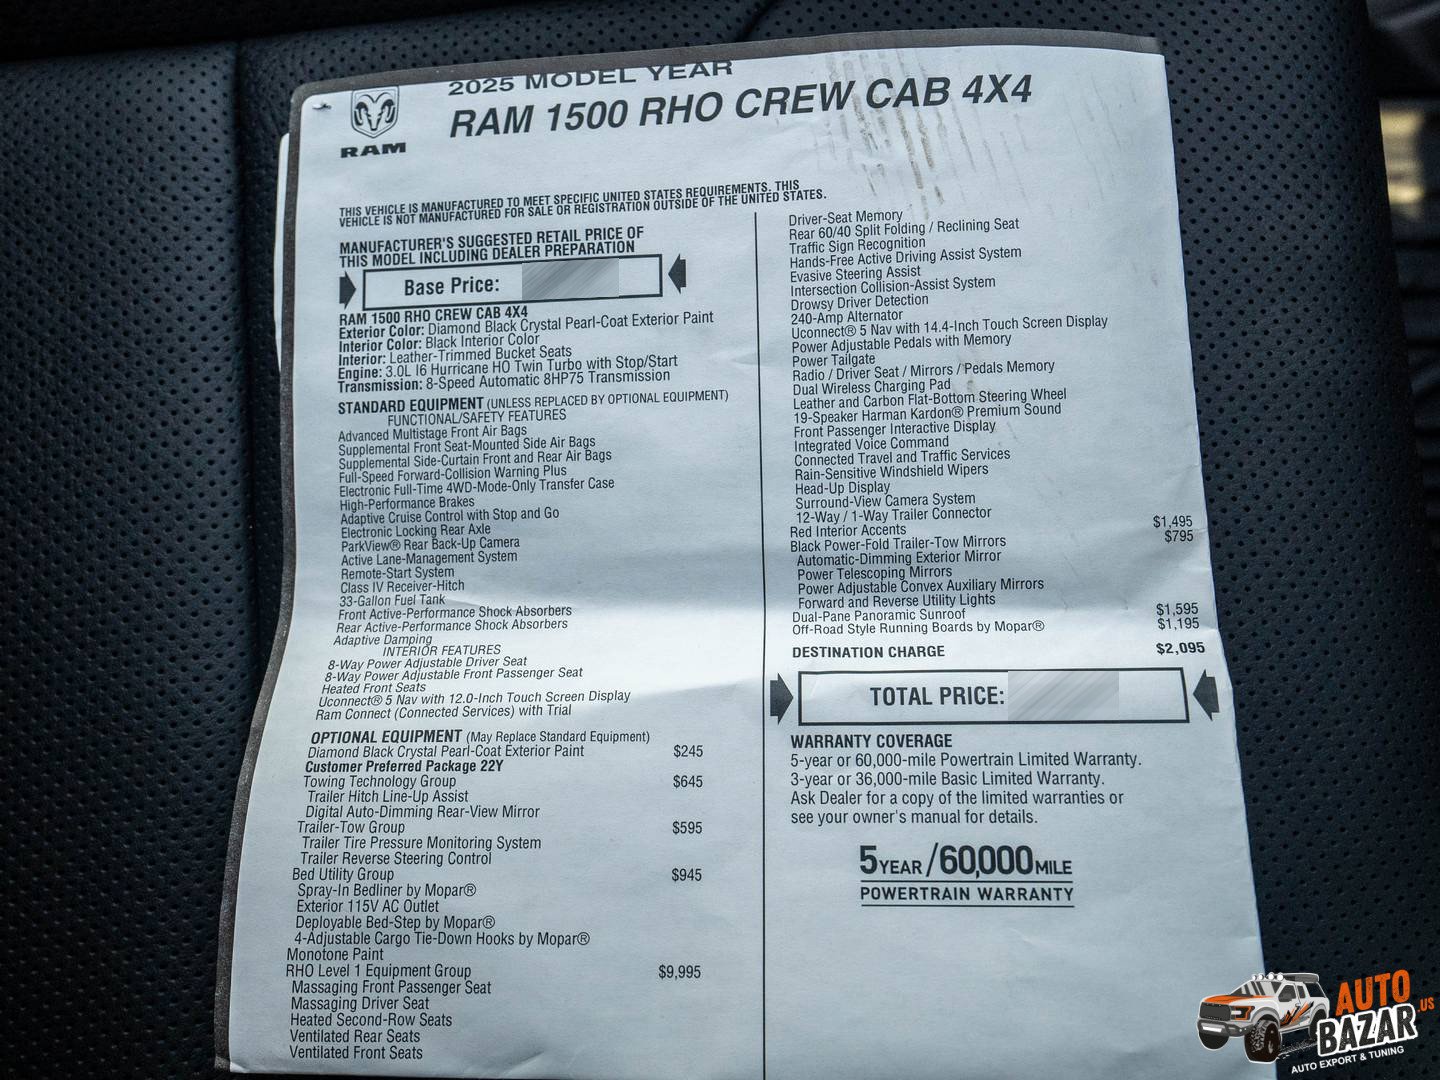 2025 MODEL YEAR
RAM 1500 RHO CREW CAB 4X4
RAM
THIS VEHICLE IS MANUFACTURED TO MEET SPECIFIC UNITED STATES REQUIREMENTS. THIS
VEHICLE IS NOT MANUFACTURED FOR SALE OR REGISTRATION OUTSIDE OF THE UNITED STATES.
MANUFACTURER'S SUGGESTED RETAIL PRICE OF
THIS MODEL INCLUDING DEALER PREPARATION
Base Price:
RAM 1500 RHO CREW CAB 4X4
Exterior Color: Diamond Black Crystal Pearl-Coat Exterior Paint
Interior Color: Black Interior Color
Interior: Leather-Trimmed Bucket Seats
Engine: 3.0L I6 Hurricane HO Twin Turbo with Stop/Start
Transmission: 8-Speed Automatic 8HP75 Transmission
STANDARD EQUIPMENT (UNLESS REPLACED BY OPTIONAL EQUIPMENT)
FUNCTIONAL/SAFETY FEATURES
Advanced Multistage Front Air Bags
Supplemental Front Seat-Mounted Side Air Bags
Supplemental Side-Curtain Front and Rear Air Bags
Full-Speed Forward-Collision Warning Plus
Electronic Full-Time 4WD-Mode-Only Transfer Case
High-Performance Brakes
Adaptive Cruise Control with Stop and Go
Electronic Locking Rear Axle
ParkView® Rear Back-Up Camera
Active Lane-Management System
Remote-Start System
Class IV Receiver-Hitch
33-Gallon Fuel Tank
Front Active-Performance Shock Absorbers
Rear Active-Performance Shock Absorbers
Adaptive Damping
INTERIOR FEATURES
8-Way Power Adjustable Driver Seat
8-Way Power Adjustable Front Passenger Seat
Heated Front Seats
Uconnect® 5 Nav with 12.0-Inch Touch Screen Display
Ram Connect (Connected Services) with Trial
OPTIONAL EQUIPMENT (May Replace Standard Equipment)
Diamond Black Crystal Pearl-Coat Exterior Paint $245
Customer Preferred Package 22Y
Towing Technology Group $645
Trailer Hitch Line-Up Assist
Digital Auto-Dimming Rear-View Mirror
Trailer-Tow Group $595
Trailer Tire Pressure Monitoring System
Trailer Reverse Steering Control
Bed Utility Group $945
Spray-In Bedliner by Mopar®
Exterior 115V AC Outlet
Deployable Bed-Step by Mopar®
4-Adjustable Cargo Tie-Down Hooks by Mopar®
Monotone Paint
RHO Level 1 Equipment Group $9,995
Massaging Front Passenger Seat
Massaging Driver Seat
Heated Second-Row Seats
Ventilated Rear Seats
Ventilated Front Seats
Driver-Seat Memory
Rear 60/40 Split Folding / Reclining Seat
Traffic Sign Recognition
Hands-Free Active Driving Assist System
Evasive Steering Assist
Intersection Collision-Assist System
Drowsy Driver Detection
240-Amp Alternator
Uconnect® 5 Nav with 14.4-Inch Touch Screen Display
Power Adjustable Pedals with Memory
Power Tailgate
Radio / Driver Seat / Mirrors / Pedals Memory
Dual Wireless Charging Pad
Leather and Carbon Flat-Bottom Steering Wheel
19-Speaker Harman Kardon® Premium Sound
Front Passenger Interactive Display
Integrated Voice Command
Connected Travel and Traffic Services
Rain-Sensitive Windshield Wipers
Head-Up Display
Surround-View Camera System
12-Way / 1-Way Trailer Connector
Red Interior Accents $1,495
Black Power-Fold Trailer-Tow Mirrors $795
Automatic-Dimming Exterior Mirror
Power Telescoping Mirrors
Power Adjustable Convex Auxiliary Mirrors
Forward and Reverse Utility Lights
Dual-Pane Panoramic Sunroof $1,595
Off-Road Style Running Boards by Mopar® $1,195
DESTINATION CHARGE $2,095
TOTAL PRICE:
WARRANTY COVERAGE
5-year or 60,000-mile Powertrain Limited Warranty.
3-year or 36,000-mile Basic Limited Warranty.
Ask Dealer for a copy of the limited warranties or
see your owner's manual for details.
5YEAR/60,000MILE
POWERTRAIN WARRANTY
AUTO
BAZAR.US
AUTO EXPORT & TUNING